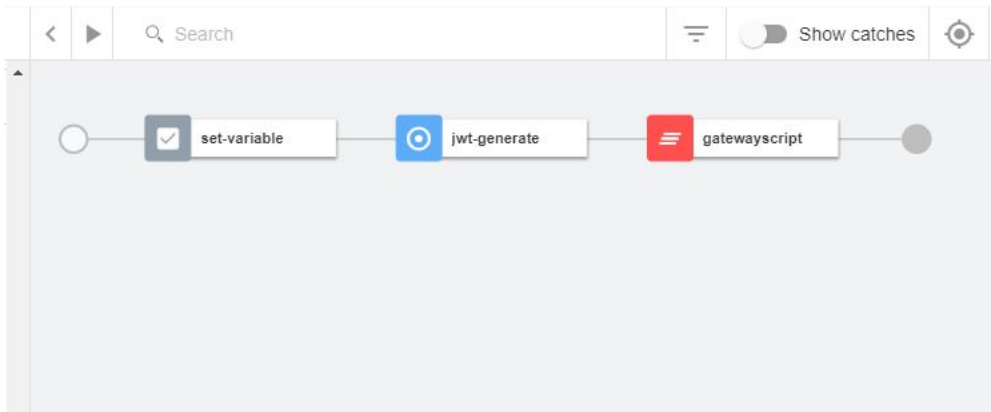 Search
Show catches
set-variable
jwt-generate
gatewayscript